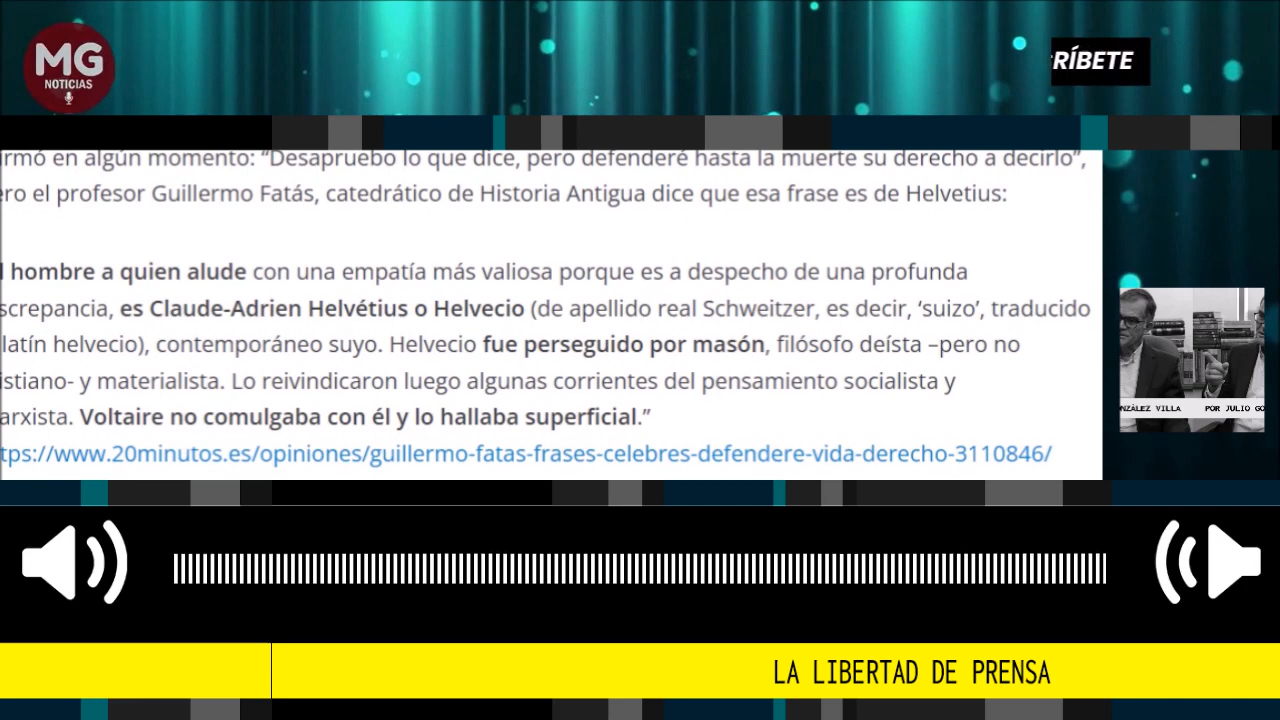 MG
NOTICIAS
RÍBETE
en algún momento: “Desapruebo lo que dice, pero defenderé hasta la muerte su derecho a decirlo”,
el profesor Guillermo Fatás, catedrático de Historia Antigua dice que esa frase es de Helvetius:
hombre a quien alude con una empatía más valiosa porque es a despecho de una profunda
screpancia, es Claude-Adrien Helvétius o Helvecio (de apellido real Schweitzer, es decir, ‘suizo’, traducido
latín helvecio), contemporáneo suyo. Helvecio fue perseguido por masón, filósofo deísta –pero no
istiano- y materialista. Lo reivindicaron luego algunas corrientes del pensamiento socialista y
arxista. Voltaire no comulgaba con él y lo hallaba superficial.”
tps://www.20minutos.es/opiniones/guillermo-fatas-frases-celebres-defendere-vida-derecho-3110846/
NZÁLEZ VILLA POR JULIO GO
LA LIBERTAD DE PRENSA